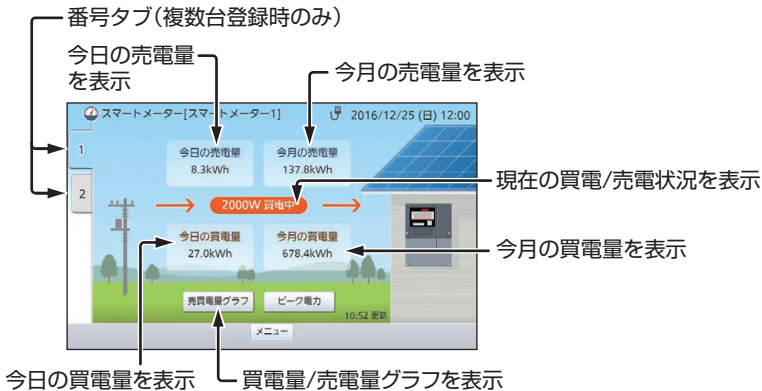 番号タブ（複数台登録時のみ）
今日の売電量
を表示
今月の売電量を表示
スマートメーター[スマートメーター1]
2016/12/25 (日) 12:00
1
今日の売電量
8.3kWh
今月の売電量
137.8kWh
2
現在の買電/売電状況を表示
2000W 買電中
今日の買電量
27.0kWh
今月の買電量
678.4kWh
今月の買電量を表示
売買電量グラフ
ピーク電力
10:52 更新
メニュー
今日の買電量を表示
買電量/売電量グラフを表示